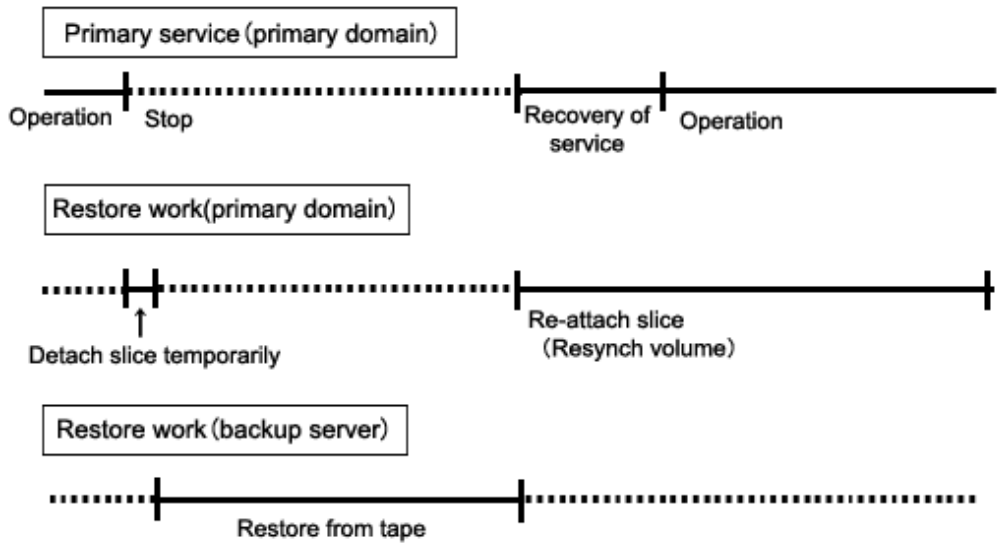 Primary service（primary domain）
Operation
Stop
Recovery of
service
Operation
Restore work(primary domain）
Detach slice temporarily
Re-attach slice
（Resynch volume）
Restore work（backup server）
Restore from tape